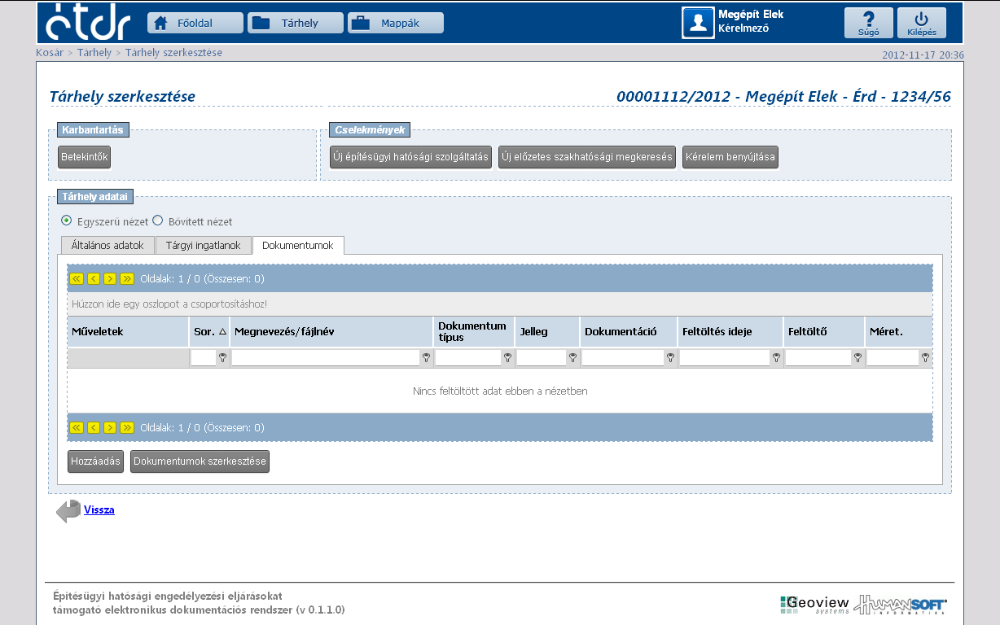 étdr
Főoldal
Tárhely
Mappák
Megépít Elek
Kérelmező
?
Súgó
Kilépés
Kosár > Tárhely > Tárhely szerkesztése
2012-11-17 20:36
Tárhely szerkesztése
00001112/2012 - Megépít Elek - Érd - 1234/56
Karbantartás
Betekintők
Cselekmények
Új építésügyi hatósági szolgáltatás
Új előzetes szakhatósági megkeresés
Kérelem benyújtása
Tárhely adatai
Egyszerű nézet
Bővített nézet
Általános adatok
Tárgyi ingatlanok
Dokumentumok
Oldalak: 1 / 0 (Összesen: 0)
Húzzon ide egy oszlopot a csoportosításhoz!
Műveletek
Sor.
Megnevezés/fájlnév
Dokumentum
típus
Jelleg
Dokumentáció
Feltöltés ideje
Feltöltő
Méret.
Nincs feltöltött adat ebben a nézetben
Oldalak: 1 / 0 (Összesen: 0)
Hozzáadás
Dokumentumok szerkesztése
Vissza
Építésügyi hatósági engedélyezési eljárásokat
támogató elektronikus dokumentációs rendszer (v 0.1.1.0)
Geoview
systems
HUMANSOFT
INFORMATIKA